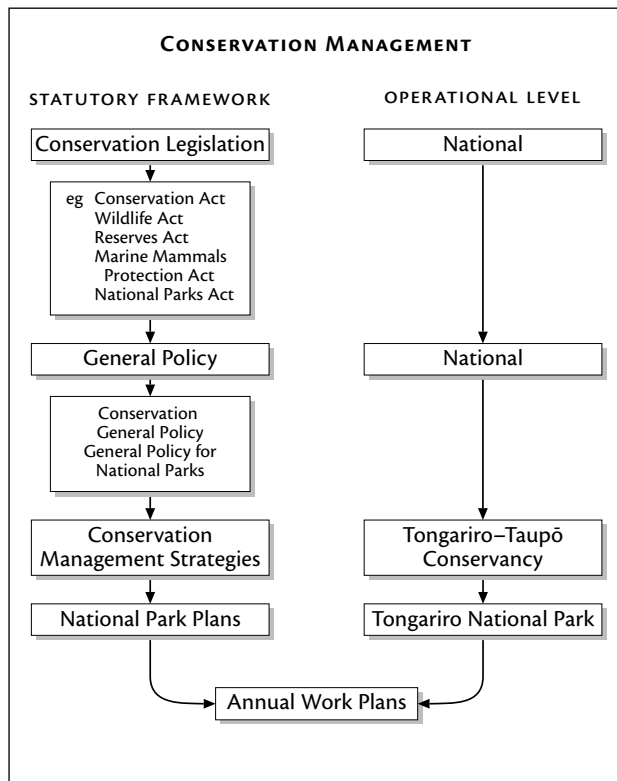 CONSERVATION MANAGEMENT
STATUTORY FRAMEWORK
OPERATIONAL LEVEL
Conservation Legislation
National
eg Conservation Act
Wildlife Act
Reserves Act
Marine Mammals
Protection Act
National Parks Act
General Policy
National
Conservation
General Policy
General Policy for
National Parks
Conservation
Management Strategies
Tongariro–Taupō
Conservancy
National Park Plans
Tongariro National Park
Annual Work Plans